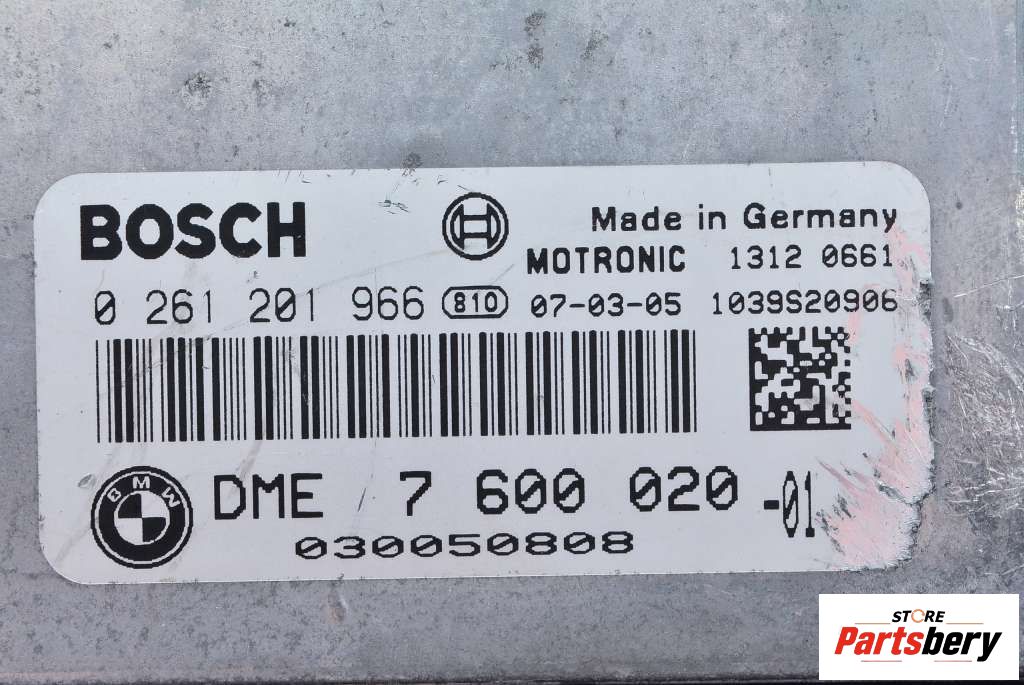 BOSCH
Made in Germany
MOTRONIC 1312 0661
0 261 201 966 810 07-03-05 1039S20906
BMW
DME 7 600 020 -01
030050808
STORE
Partsbery